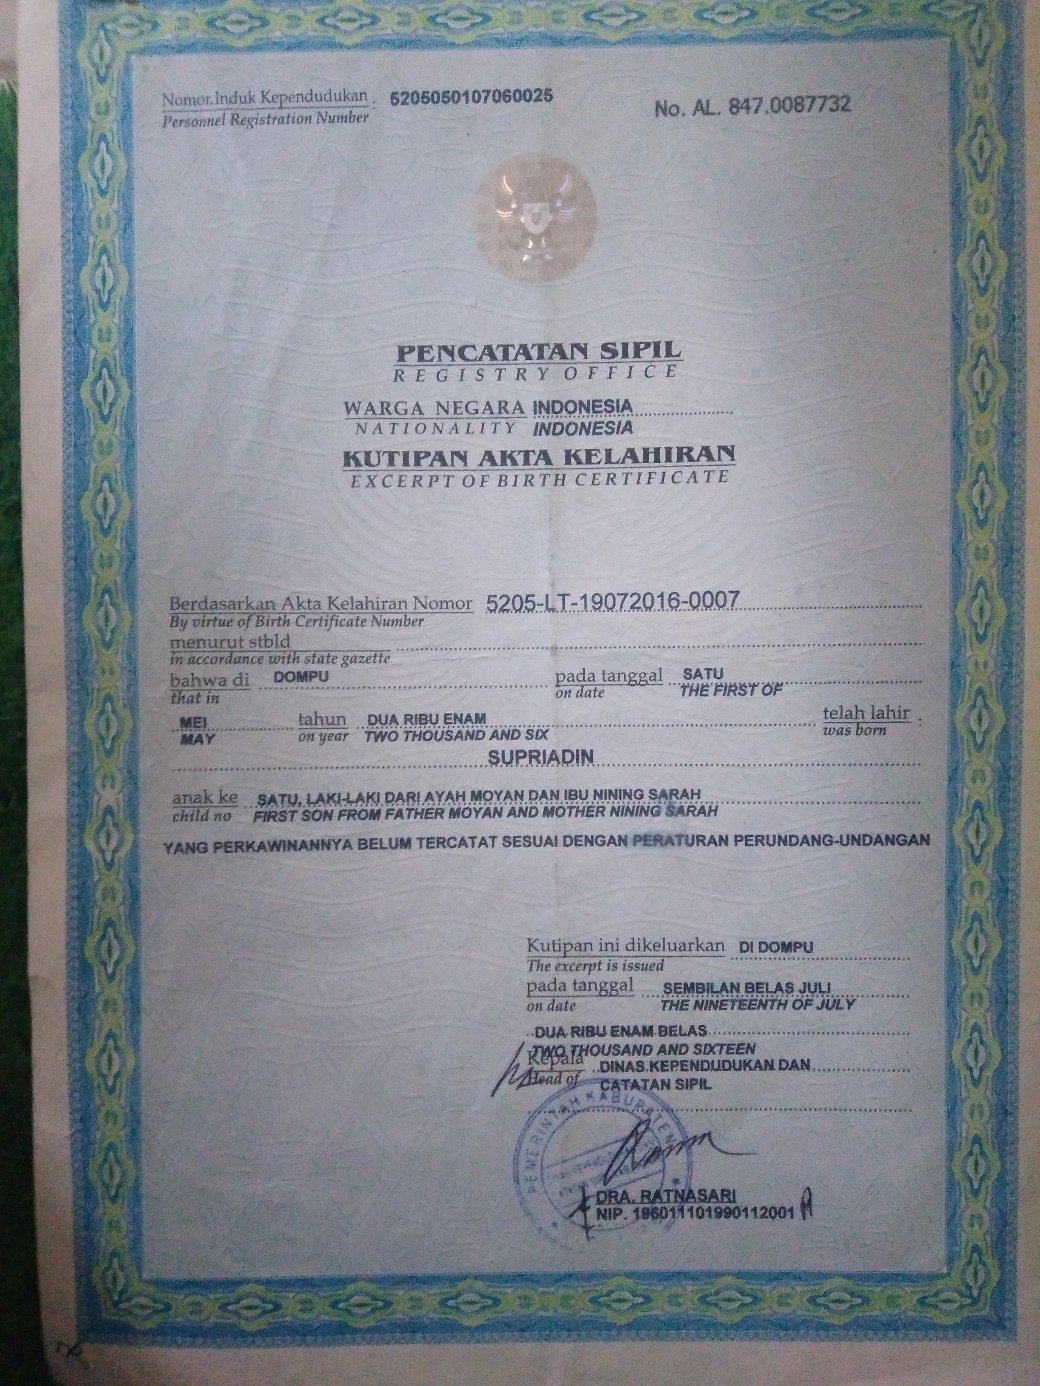 Nomor Induk Kependudukan : 5205050107060025
Personnel Registration Number
No. AL. 847.0087732
PENCATATAN SIPIL
REGISTRY OFFICE
WARGA NEGARA INDONESIA
NATIONALITY INDONESIA
KUTIPAN AKTA KELAHIRAN
EXCERPT OF BIRTH CERTIFICATE
Berdasarkan Akta Kelahiran Nomor 5205-LT-19072016-0007
By virtue of Birth Certificate Number
menurut stbld
in accordance with state gazette
bahwa di DOMPU pada tanggal SATU
that in on date THE FIRST OF
MEI tahun DUA RIBU ENAM telah lahir :
MAY on year TWO THOUSAND AND SIX was born
SUPRIADIN
anak ke SATU, LAKI-LAKI DARI AYAH MOYAN DAN IBU NINING SARAH
child no FIRST SON FROM FATHER MOYAN AND MOTHER NINING SARAH
YANG PERKAWINANNYA BELUM TERCATAT SESUAI DENGAN PERATURAN PERUNDANG-UNDANGAN
Kutipan ini dikeluarkan DI DOMPU
The excerpt is issued
pada tanggal SEMBILAN BELAS JULI
on date THE NINETEENTH OF JULY
DUA RIBU ENAM BELAS
TWO THOUSAND AND SIXTEEN
Kepala DINAS KEPENDUDUKAN DAN
Head of CATATAN SIPIL
PEMERINTAH KABUPATEN
DRA. RATNASARI
NIP. 196011101990112001